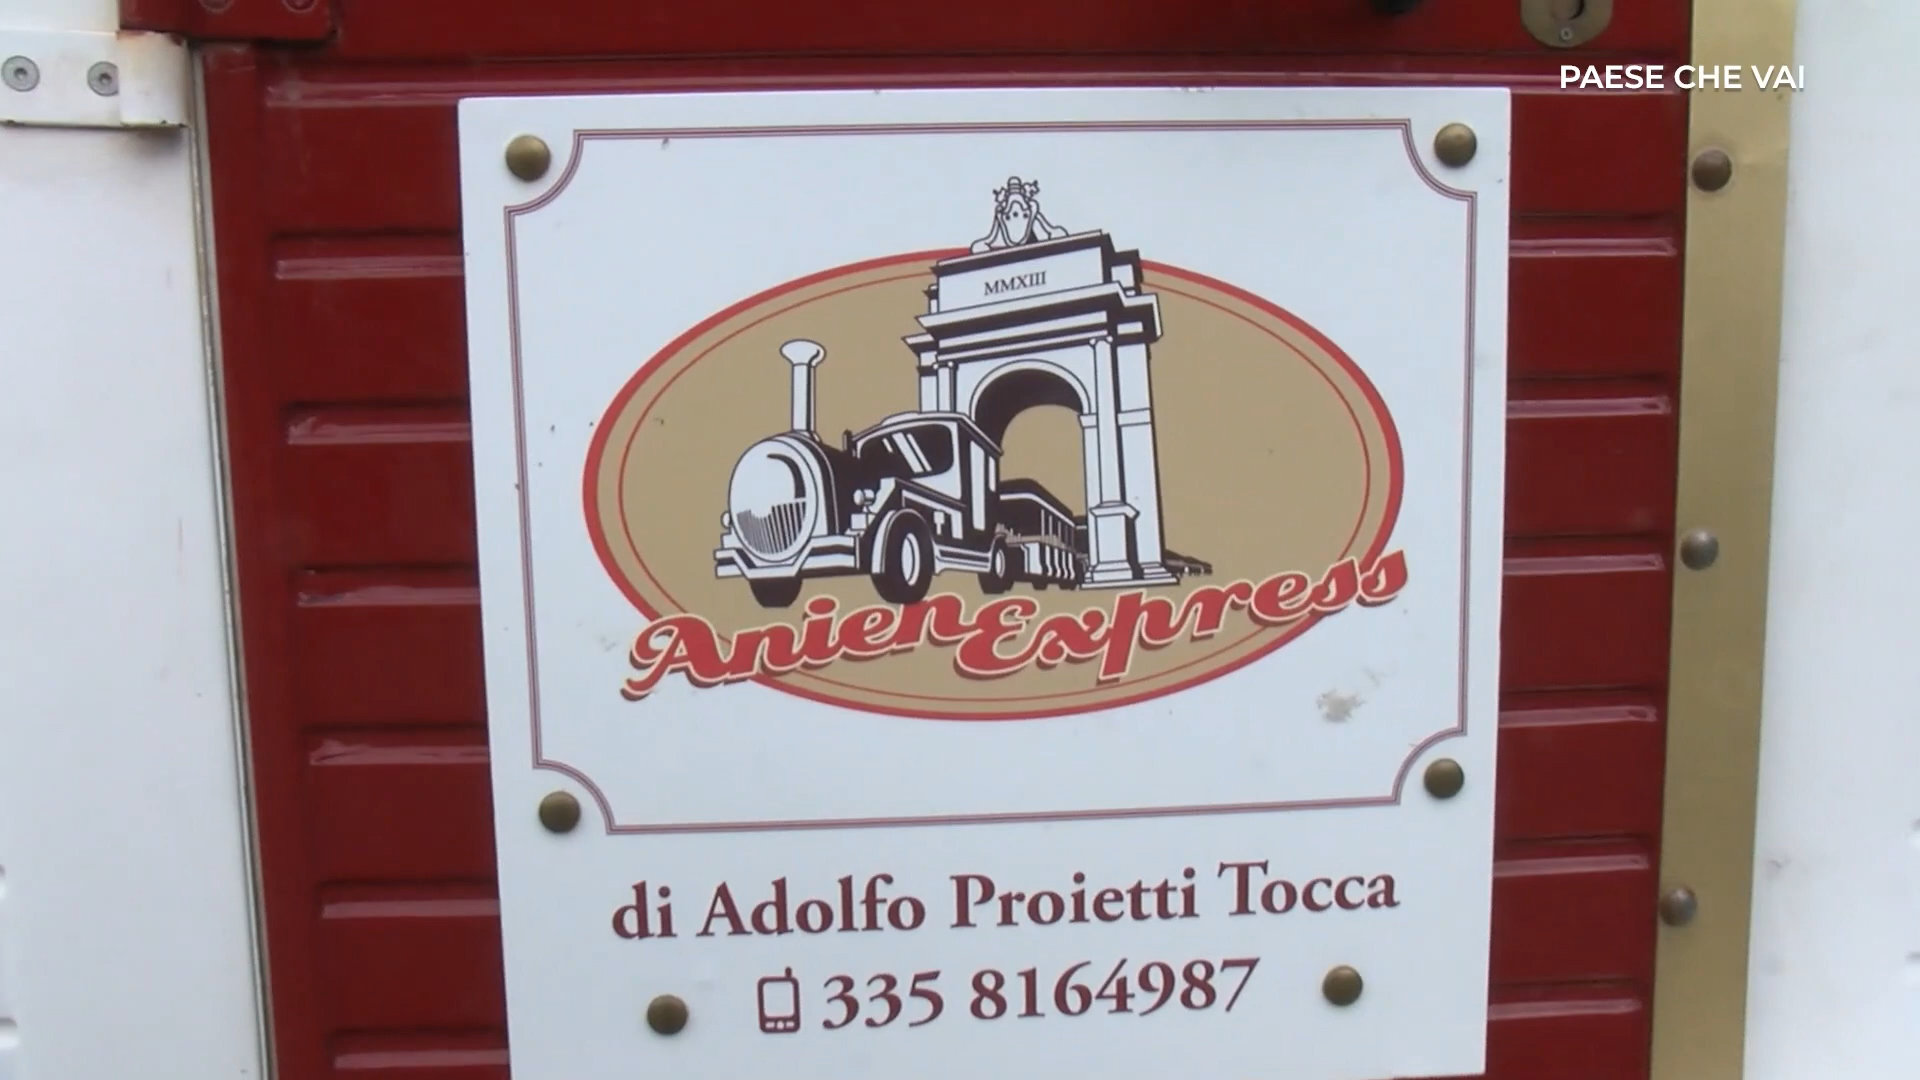 PAESE CHE VAI
MMXIII
AnienExpress
di Adolfo Proietti Tocca
335 8164987